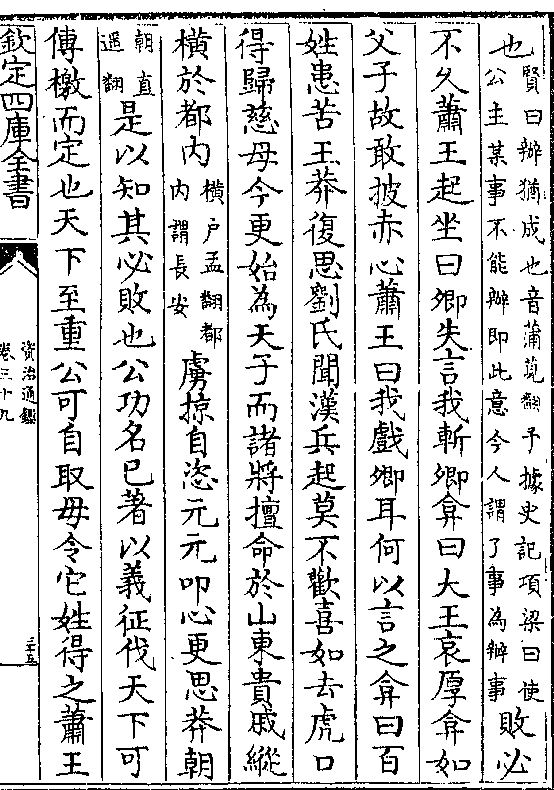 也賢曰辦猶成也音蒲莧翻予據史記項梁曰使
公主某事不能辦即此意今人謂了事為辦事敗必
不久蕭王起坐曰卿失言我斬卿弇曰大王哀厚弇如
父子故敢披赤心蕭王曰我戲卿耳何以言之弇曰百
姓患苦王莽復思劉氏聞漢兵起莫不歡喜如去虎口
得歸慈母今更始為天子而諸將擅命於山東貴戚縱
橫於都内橫户孟翻都内謂長安虜掠自恣元元叩心更思莽朝
朝直遥翻是以知其必敗也公功名已著以義征伐天下可
傳檄而定也天下至重公可自取毋令它姓得之蕭王
欽定四庫全書
資治通鑑
卷三十九
三十五